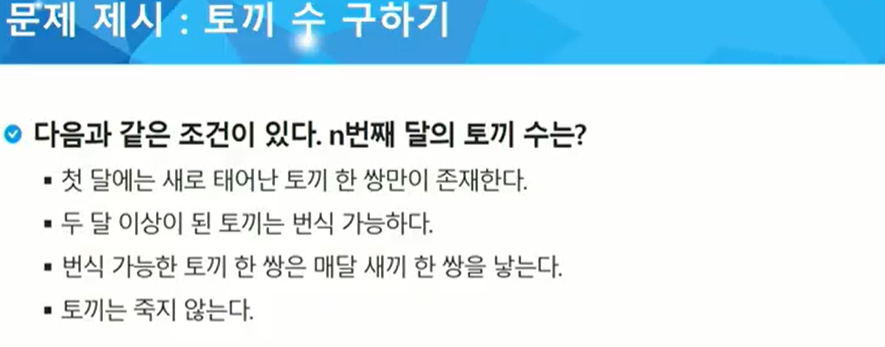 문제 제시 : 토끼 수 구하기
다음과 같은 조건이 있다. n번째 달의 토끼 수는?
▪ 첫 달에는 새로 태어난 토끼 한 쌍만이 존재한다.
▪ 두 달 이상이 된 토끼는 번식 가능하다.
▪ 번식 가능한 토끼 한 쌍은 매달 새끼 한 쌍을 낳는다.
▪ 토끼는 죽지 않는다.